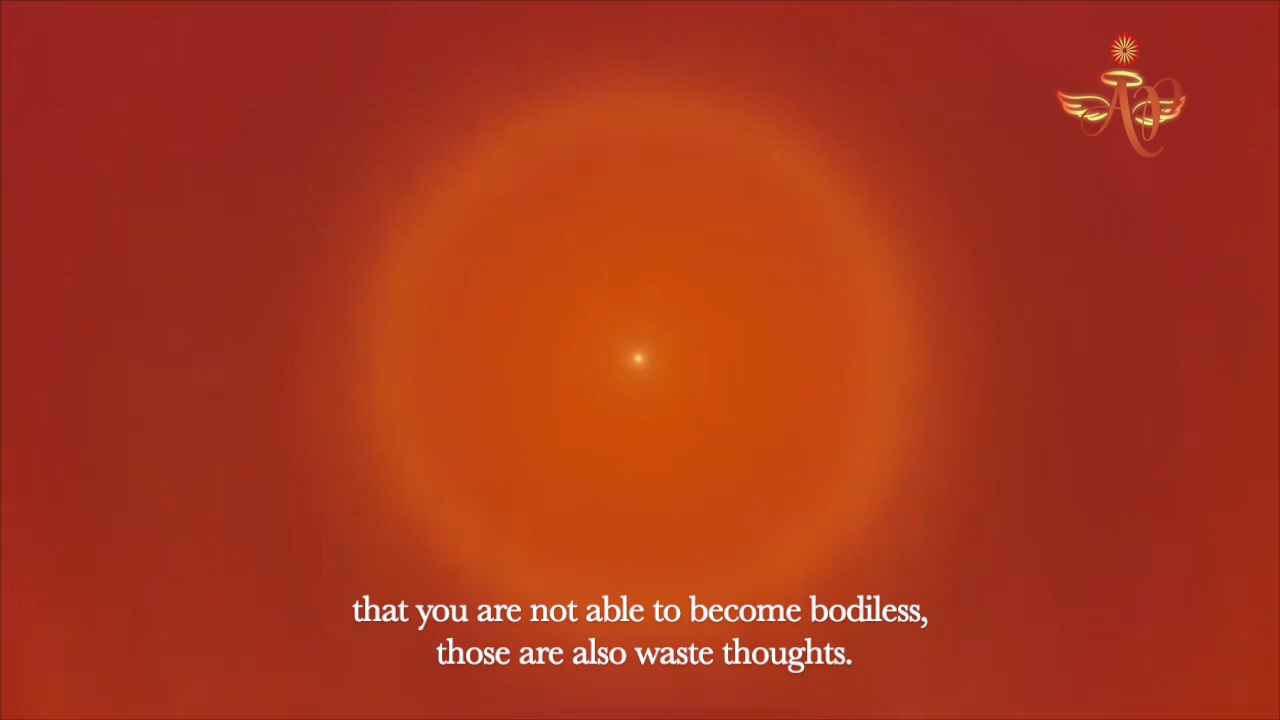 that you are not able to become bodiless,
those are also waste thoughts.